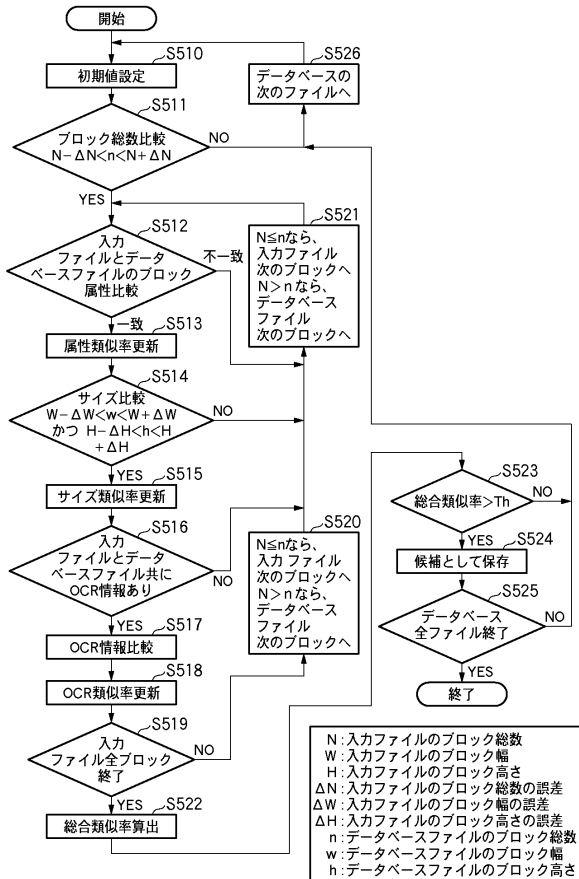 開始
S510
初期値設定
S511
ブロック総数比較
N-ΔN<n<N+ΔN
NO
YES
S526
データベースの
次のファイルへ
S512
入力
ファイルとデータ
ベースファイルのブロック
属性比較
不一致
一致
S521
N≦nなら、
入力ファイル
次のブロックへ
N>nなら、
データベース
ファイル
次のブロックへ
S513
属性類似率更新
S514
サイズ比較
W-ΔW<w<W+ΔW
かつ H-ΔH<h<H
+ΔH
NO
YES
S515
サイズ類似率更新
S516
入力
ファイルとデータ
ベースファイル共に
OCR情報あり
NO
YES
S520
N≦nなら、
入力 ファイル
次のブロックへ
N>nなら、
データベース
ファイル
次のブロックへ
S517
OCR情報比較
S518
OCR類似率更新
S519
入力
ファイル全ブロック
終了
NO
YES
S522
総合類似率算出
S523
総合類似率>Th
NO
YES
S524
候補として保存
S525
データベース
全ファイル終了
NO
YES
終了
N:入力ファイルのブロック総数
W:入力ファイルのブロック幅
H:入力ファイルのブロック高さ
ΔN:入力ファイルのブロック総数の誤差
ΔW:入力ファイルのブロック幅の誤差
ΔH:入力ファイルのブロック高さの誤差
n:データベースファイルのブロック総数
w:データベースファイルのブロック幅
h:データベースファイルのブロック高さ